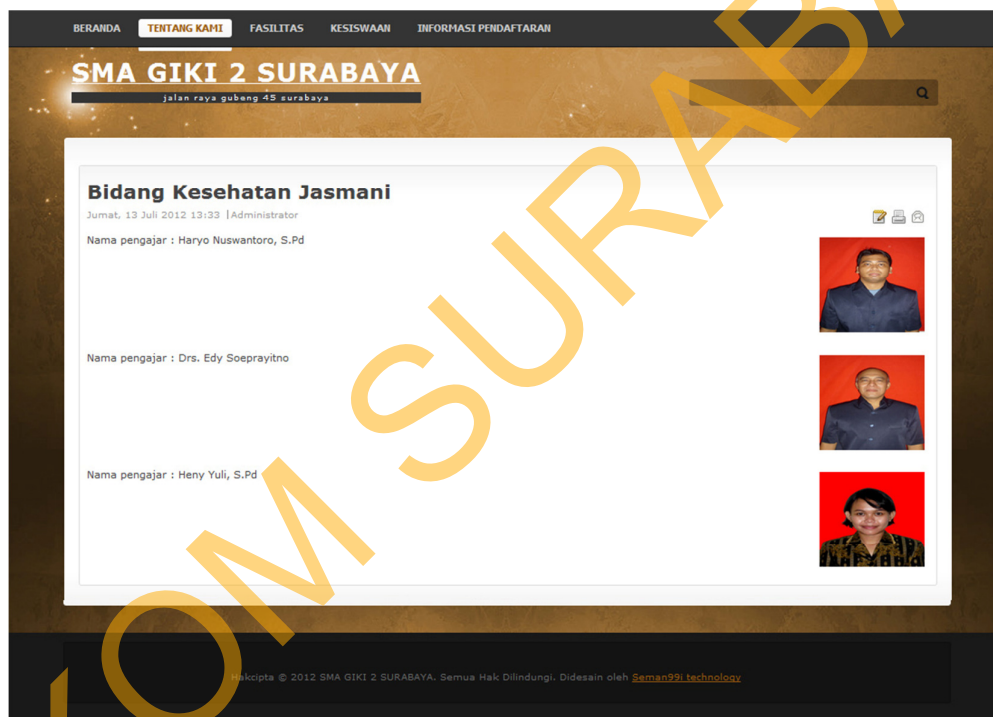 BERANDA TENTANG KAMI FASILITAS KESISWAAN INFORMASI PENDAFTARAN
SMA GIKI 2 SURABAYA
jalan raya gubeng 45 surabaya
Bidang Kesehatan Jasmani
Jumat, 13 Juli 2012 13:33 |Administrator
Nama pengajar : Haryo Nuswantoro, S.Pd
Nama pengajar : Drs. Edy Soeprayitno
Nama pengajar : Heny Yuli, S.Pd
Hakcipta © 2012 SMA GIKI 2 SURABAYA. Semua Hak Dilindungi. Didesain oleh Seman99i technology
OM SURABA